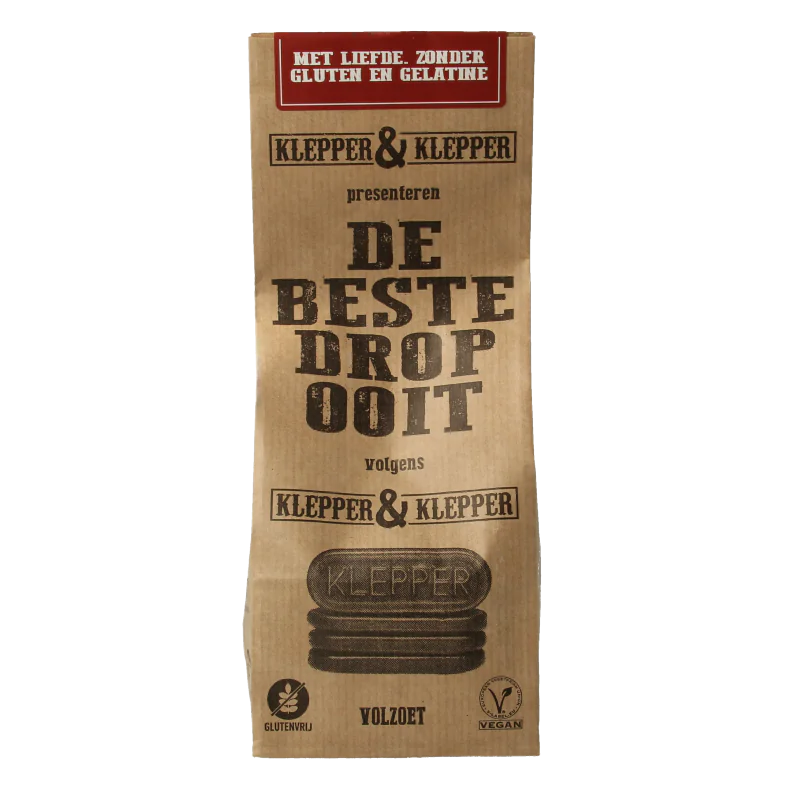 MET LIEFDE. ZONDER
GLUTEN EN GELATINE
KLEPPER & KLEPPER
presenteren
DE
BESTE
DROP
OOIT
volgens
KLEPPER & KLEPPER
KLEPPER
GLUTENVRIJ
VOLZOET
VEGAN